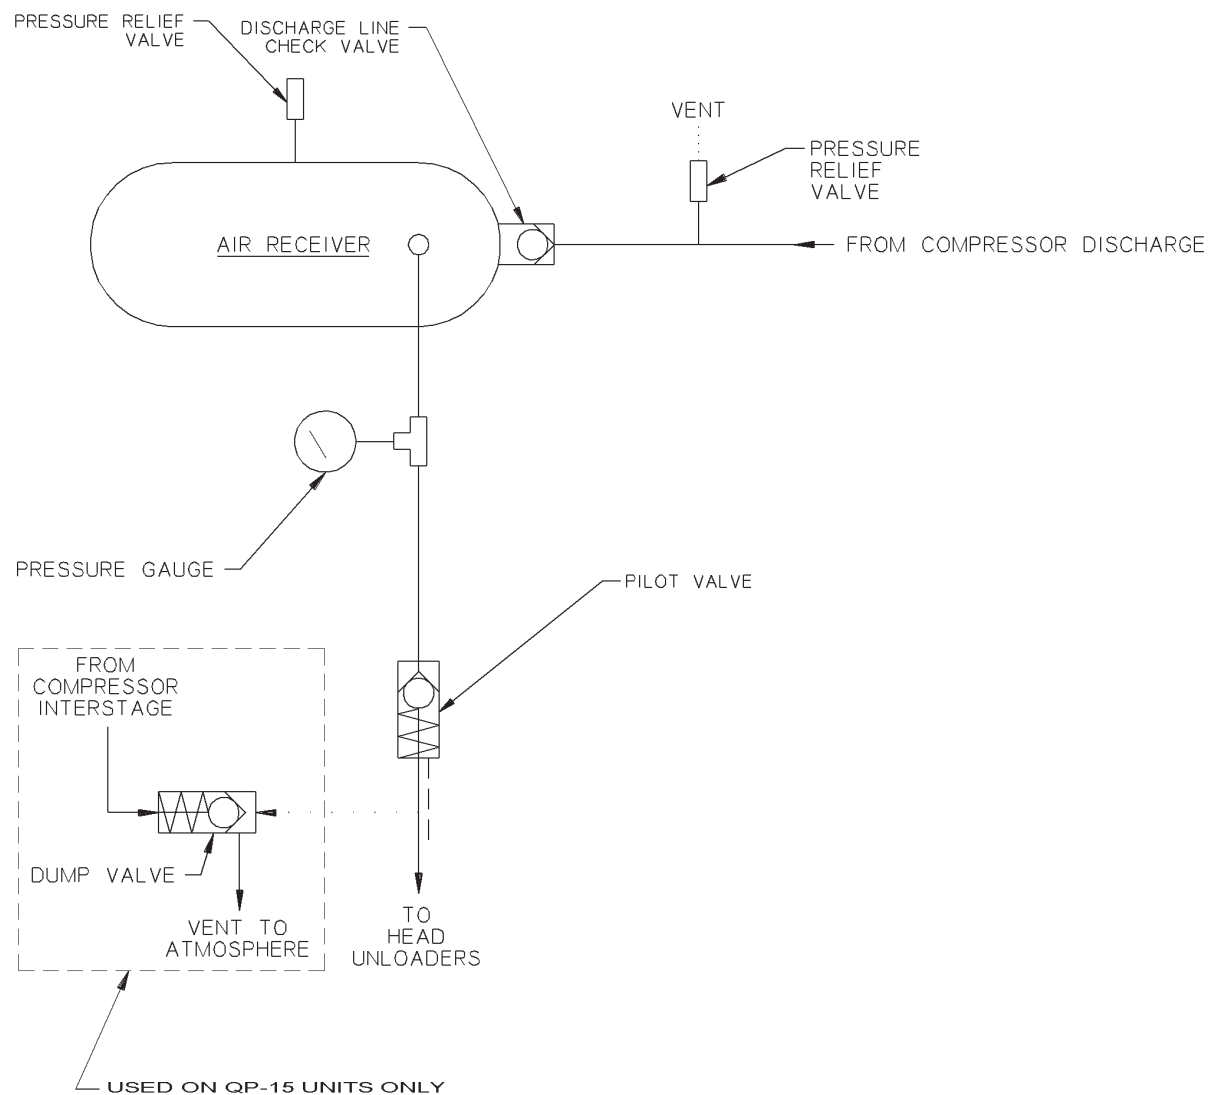 PRESSURE RELIEF
VALVE
DISCHARGE LINE
CHECK VALVE
VENT
PRESSURE
RELIEF
VALVE
AIR RECEIVER
FROM COMPRESSOR DISCHARGE
PRESSURE GAUGE
PILOT VALVE
FROM
COMPRESSOR
INTERSTAGE
DUMP VALVE
VENT TO
ATMOSPHERE
TO
HEAD
UNLOADERS
USED ON QP-15 UNITS ONLY